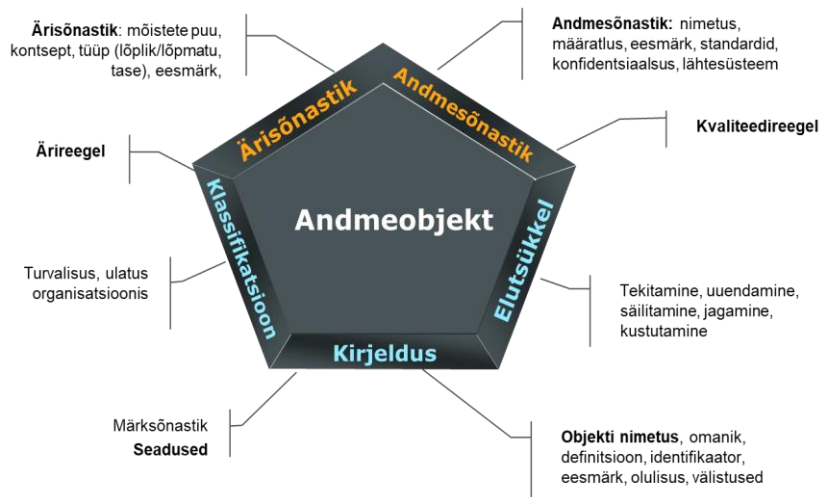 Ärisõnastik: mõistete puu,
kontsept, tüüp (lõplik/lõpmatu,
tase), eesmärk,
Andmesõnastik: nimetus,
määratlus, eesmärk, standardid,
konfidentsiaalsus, lähtesüsteem
Ärisõnastik
Andmesõnastik
Ärireegel
Kvaliteedireegel
Klassifikatsioon
Andmeobjekt
Elutsükkel
Turvalisus, ulatus
organisatsioonis
Tekitamine, uuendamine,
säilitamine, jagamine,
kustutamine
Kirjeldus
Märksõnastik
Seadused
Objekti nimetus, omanik,
definitsioon, identifikaator,
eesmärk, olulisus, välistused